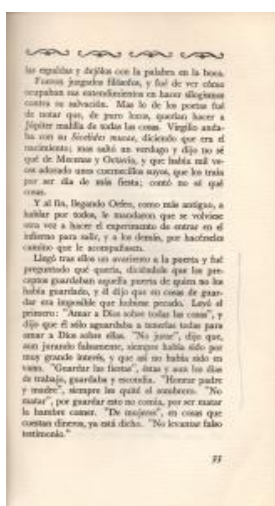 las espaldas y dejólos con la palabra en la boca.
Fueron juzgados filósofos, y fué de ver cómo
ocupaban sus entendimientos en hacer silogismos
contra su salvación. Mas lo de los poetas fué
de notar que, de puro locos, querían hacer a
Júpiter malilla de todas las cosas. Virgilio anda-
ba con su Sicelides musae, diciendo que era el
nacimiento; mas saltó un verdugo y dijo no sé
qué de Mecenas y Octavia, y que había mil ve-
ces adorado unos cuernecillos suyos, que los traía
por ser día de más fiesta; contó no sé qué
cosas.
Y al fin, llegando Orfeo, como más antiguo, a
hablar por todos, le mandaron que se volviese
otra vez a hacer el experimento de entrar en el
infierno para salir, y a los demás, por hacérseles
camino que le acompañasen.
Llegó tras ellos un avariento a la puerta y fué
preguntado qué quería, diciéndole que los pre-
ceptos guardaban aquella puerta de quien no los
había guardado, y él dijo que en cosas de guar-
dar era imposible que hubiese pecado. Leyó el
primero: "Amar a Dios sobre todas las cosas", y
dijo que él sólo aguardaba a tenerlas todas para
amar a Dios sobre ellas. "No jurar", dijo que,
aun jurando falsamente, siempre había sido por
muy grande interés, y que así no había sido en
vano. "Guardar las fiestas", éstas y aun los días
de trabajo, guardaba y escondía. "Honrar padre
y madre", siempre les quitó el sombrero. "No
matar", por guardar esto no comía, por ser matar
la hambre comer. "De mujeres", en cosas que
cuestan dineros, ya está dicho. "No levantar falso
testimonio."
33